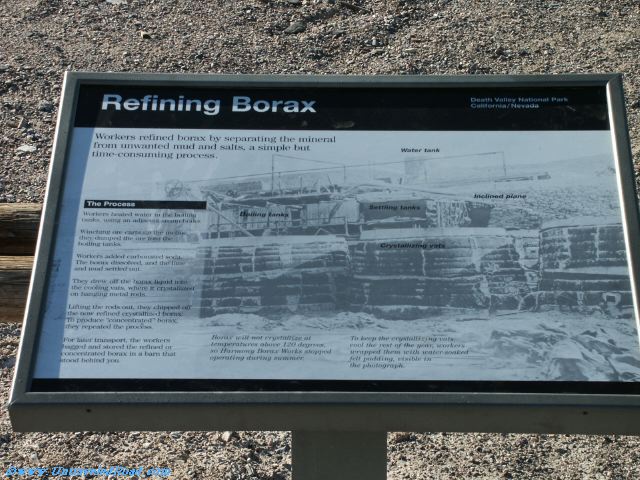 Refining Borax
Death Valley National Park
California/Nevada
Workers refined borax by separating the mineral
from unwanted mud and salts, a simple but
time-consuming process.
Water tank
Inclined plane
Boiling tanks
Settling tanks
Crystallizing vats
The Process
Workers heated water in the boiling
tanks, using an adjacent steam boiler.
Winching ore carts up the incline,
they dumped the ore into the
boiling tanks.
Workers added carbonated soda.
The borax dissolved, and the lime
and mud settled out.
They drew off the borax liquid into
the cooling vats, where it crystallized
on hanging metal rods.
Lifting the rods out, they chipped off
the now refined crystallized borax.
To produce "concentrated" borax,
they repeated the process.
For later transport, the workers
bagged and stored the refined or
concentrated borax in a barn that
stood behind you.
Borax will not crystallize at
temperatures above 120 degrees,
so Harmony Borax Works stopped
operating during summer.
To keep the crystallizing vats
cool the rest of the year, workers
wrapped them with water-soaked
felt padding, visible in
the photograph.